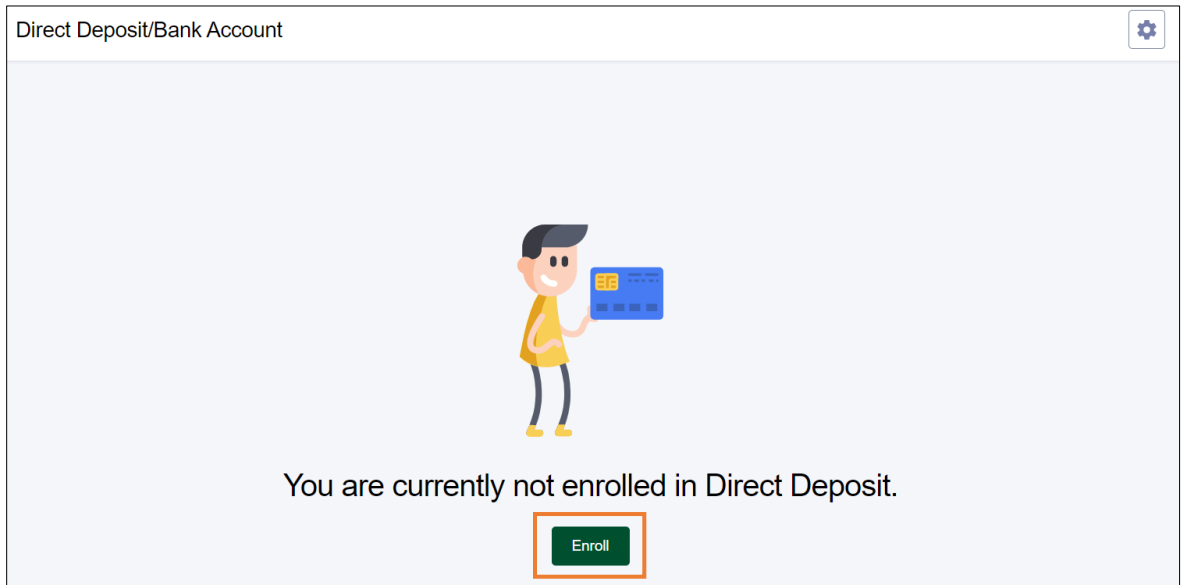 Direct Deposit/Bank Account
You are currently not enrolled in Direct Deposit.
Enroll